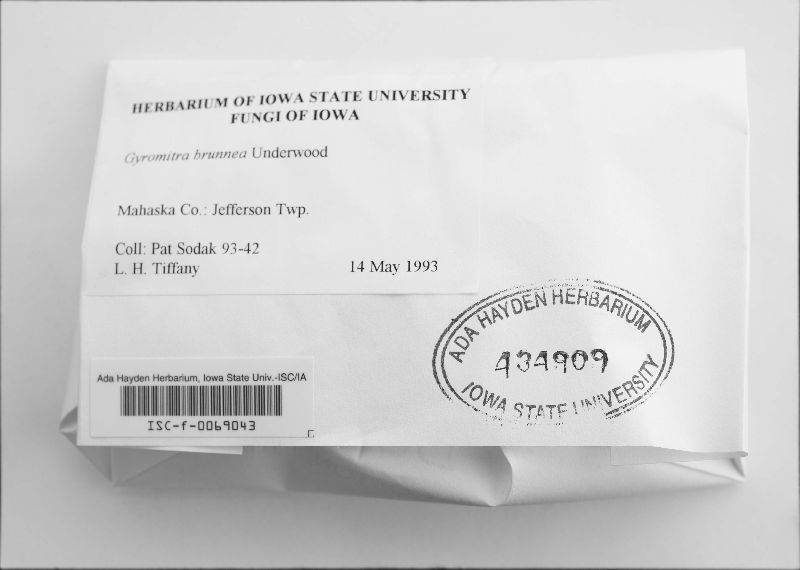 HERBARIUM OF IOWA STATE UNIVERSITY
FUNGI OF IOWA
Gyromitra brunnea Underwood
Mahaska Co.: Jefferson Twp.
Coll: Pat Sodak 93-42
L. H. Tiffany 14 May 1993
ADA HAYDEN HERBARIUM
434909
IOWA STATE UNIVERSITY
Ada Hayden Herbarium, Iowa State Univ.-ISC/IA
ISC-f-0069043